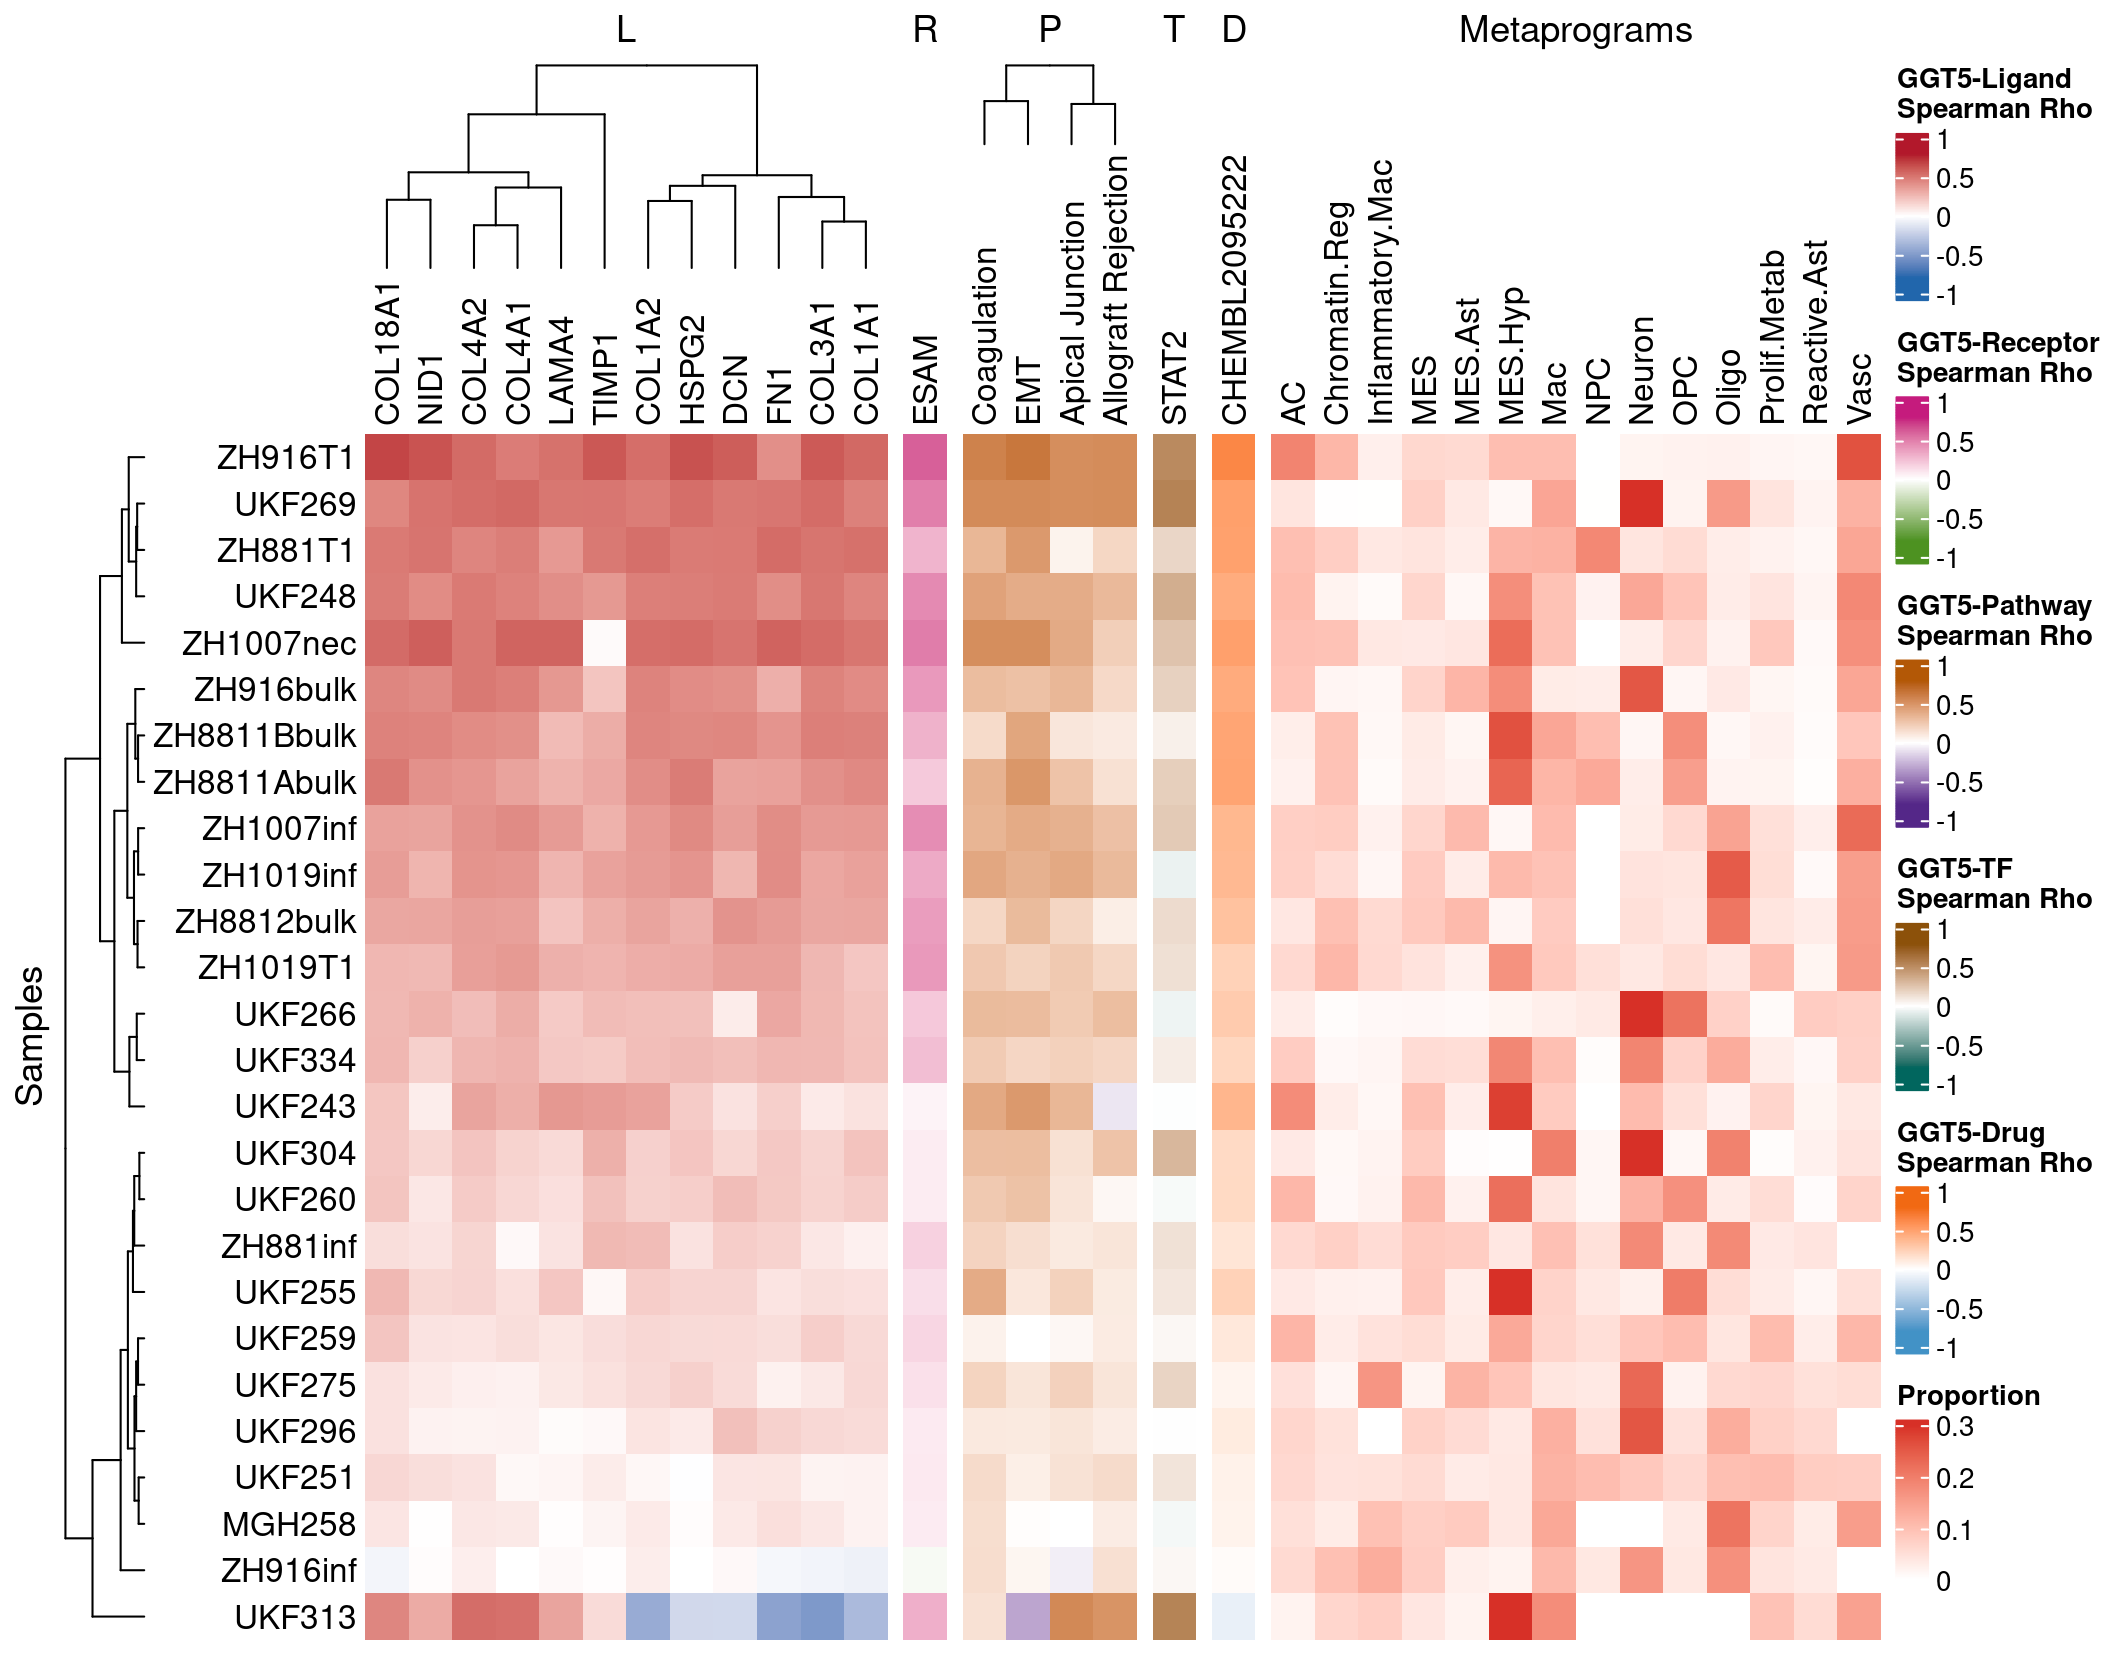 L R P T D Metaprograms
COL18A1
NID1
COL4A2
COL4A1
LAMA4
TIMP1
COL1A2
HSPG2
DCN
FN1
COL3A1
COL1A1
ESAM
Coagulation
EMT
Apical Junction
Allograft Rejection
STAT2
CHEMBL2095222
AC
Chromatin.Reg
Inflammatory.Mac
MES
MES.Ast
MES.Hyp
Mac
NPC
Neuron
OPC
Oligo
Prolif.Metab
Reactive.Ast
Vasc
Samples
ZH916T1
UKF269
ZH881T1
UKF248
ZH1007nec
ZH916bulk
ZH8811Bbulk
ZH8811Abulk
ZH1007inf
ZH1019inf
ZH8812bulk
ZH1019T1
UKF266
UKF334
UKF243
UKF304
UKF260
ZH881inf
UKF255
UKF259
UKF275
UKF296
UKF251
MGH258
ZH916inf
UKF313
GGT5-Ligand
Spearman Rho
1
0.5
0
-0.5
-1
GGT5-Receptor
Spearman Rho
1
0.5
0
-0.5
-1
GGT5-Pathway
Spearman Rho
1
0.5
0
-0.5
-1
GGT5-TF
Spearman Rho
1
0.5
0
-0.5
-1
GGT5-Drug
Spearman Rho
1
0.5
0
-0.5
-1
Proportion
0.3
0.2
0.1
0